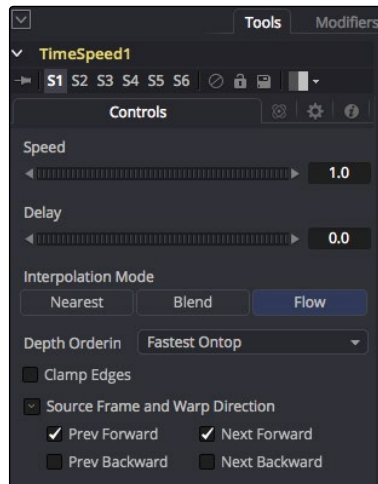 Tools Modifiers
TimeSpeed1
S1 S2 S3 S4 S5 S6
Controls
Speed
1.0
Delay
0.0
Interpolation Mode
Nearest Blend Flow
Depth Orderin Fastest Ontop
Clamp Edges
Source Frame and Warp Direction
Prev Forward Next Forward
Prev Backward Next Backward